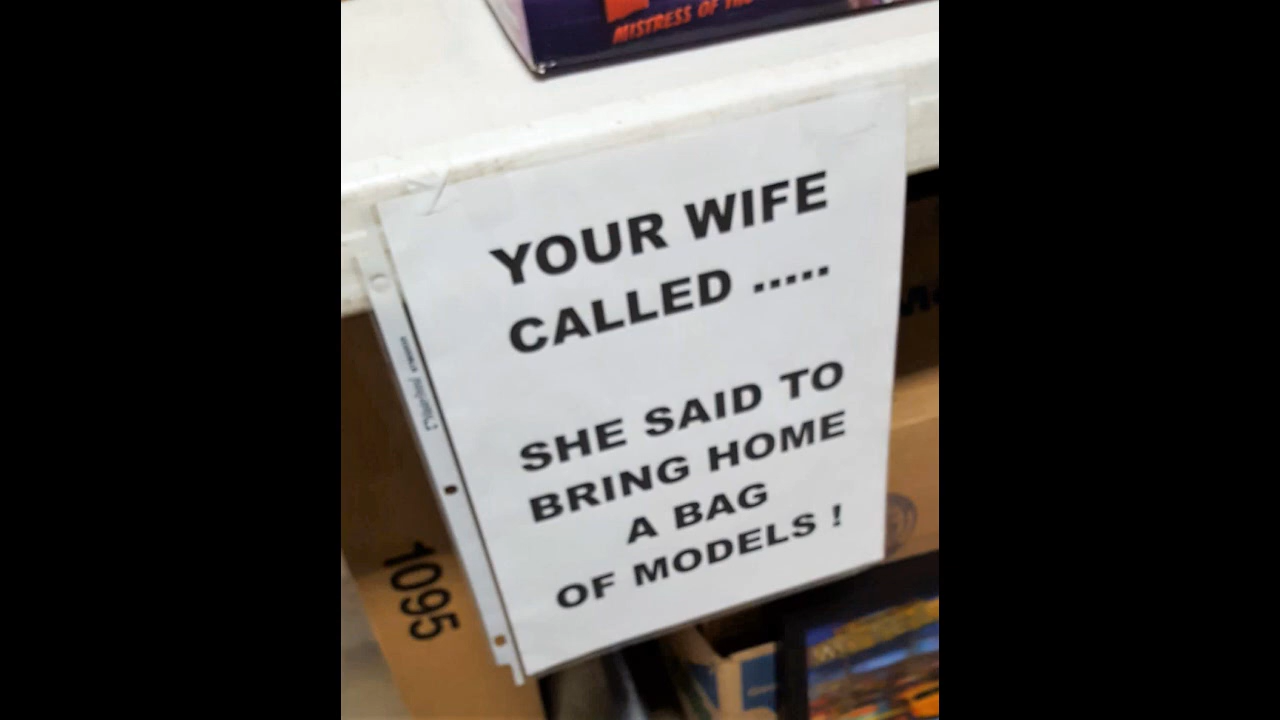 MISTRESS OF
YOUR WIFE
CALLED .....
SHE SAID TO
BRING HOME
A BAG
OF MODELS !
1095